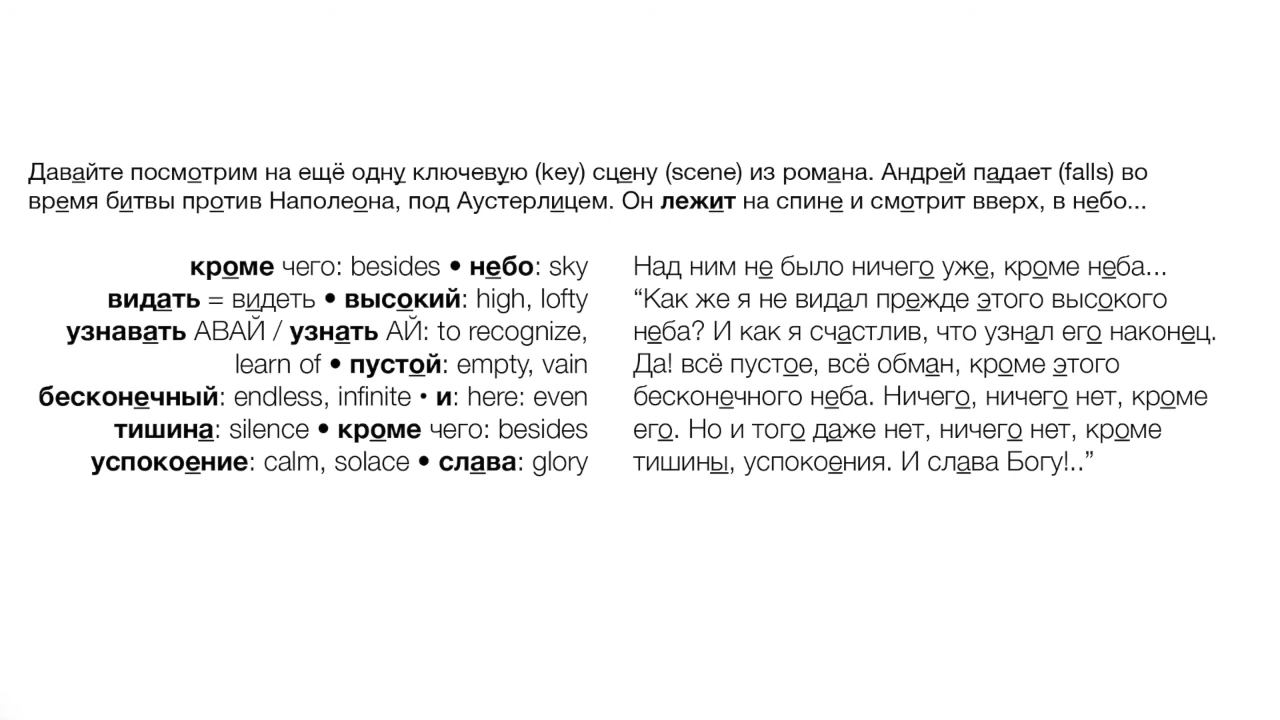 Давайте посмотрим на ещё одну ключевую (key) сцену (scene) из романа. Андрей падает (falls) во
время битвы против Наполеона, под Аустерлицем. Он лежит на спине и смотрит вверх, в небо...
кроме чего: besides • небо: sky
видать = видеть • высокий: high, lofty
узнавать АВАЙ / узнать АЙ: to recognize,
learn of • пустой: empty, vain
бесконечный: endless, infinite • и: here: even
тишина: silence • кроме чего: besides
успокоение: calm, solace • слава: glory
Над ним не было ничего уже, кроме неба...
“Как же я не видал прежде этого высокого
неба? И как я счастлив, что узнал его наконец.
Да! всё пустое, всё обман, кроме этого
бесконечного неба. Ничего, ничего нет, кроме
его. Но и того даже нет, ничего нет, кроме
тишины, успокоения. И слава Богу!..”